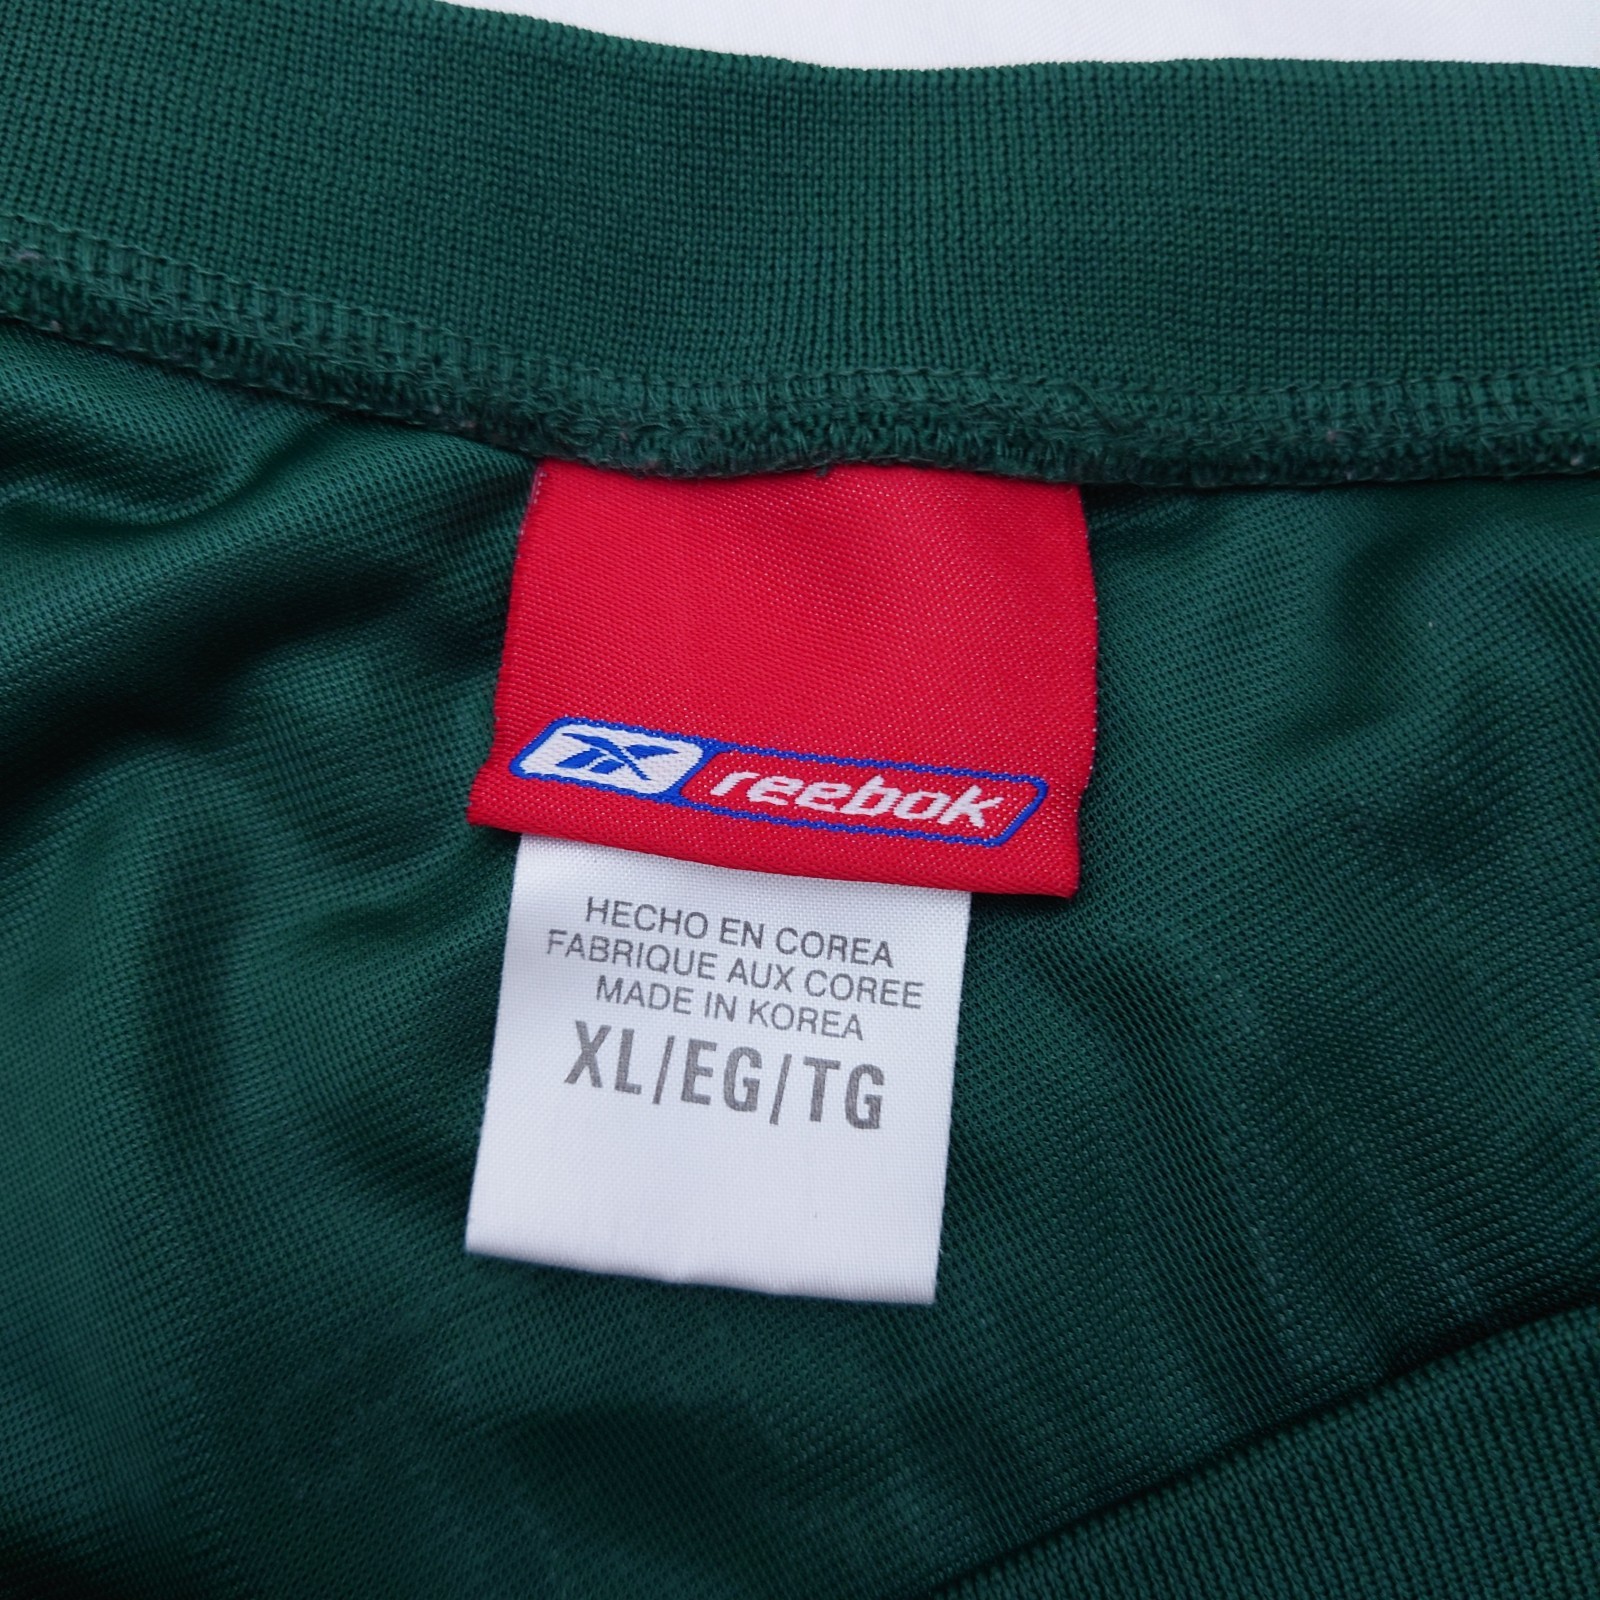 reebok
HECHO EN COREA
FABRIQUE AUX COREE
MADE IN KOREA
XL/EG/TG